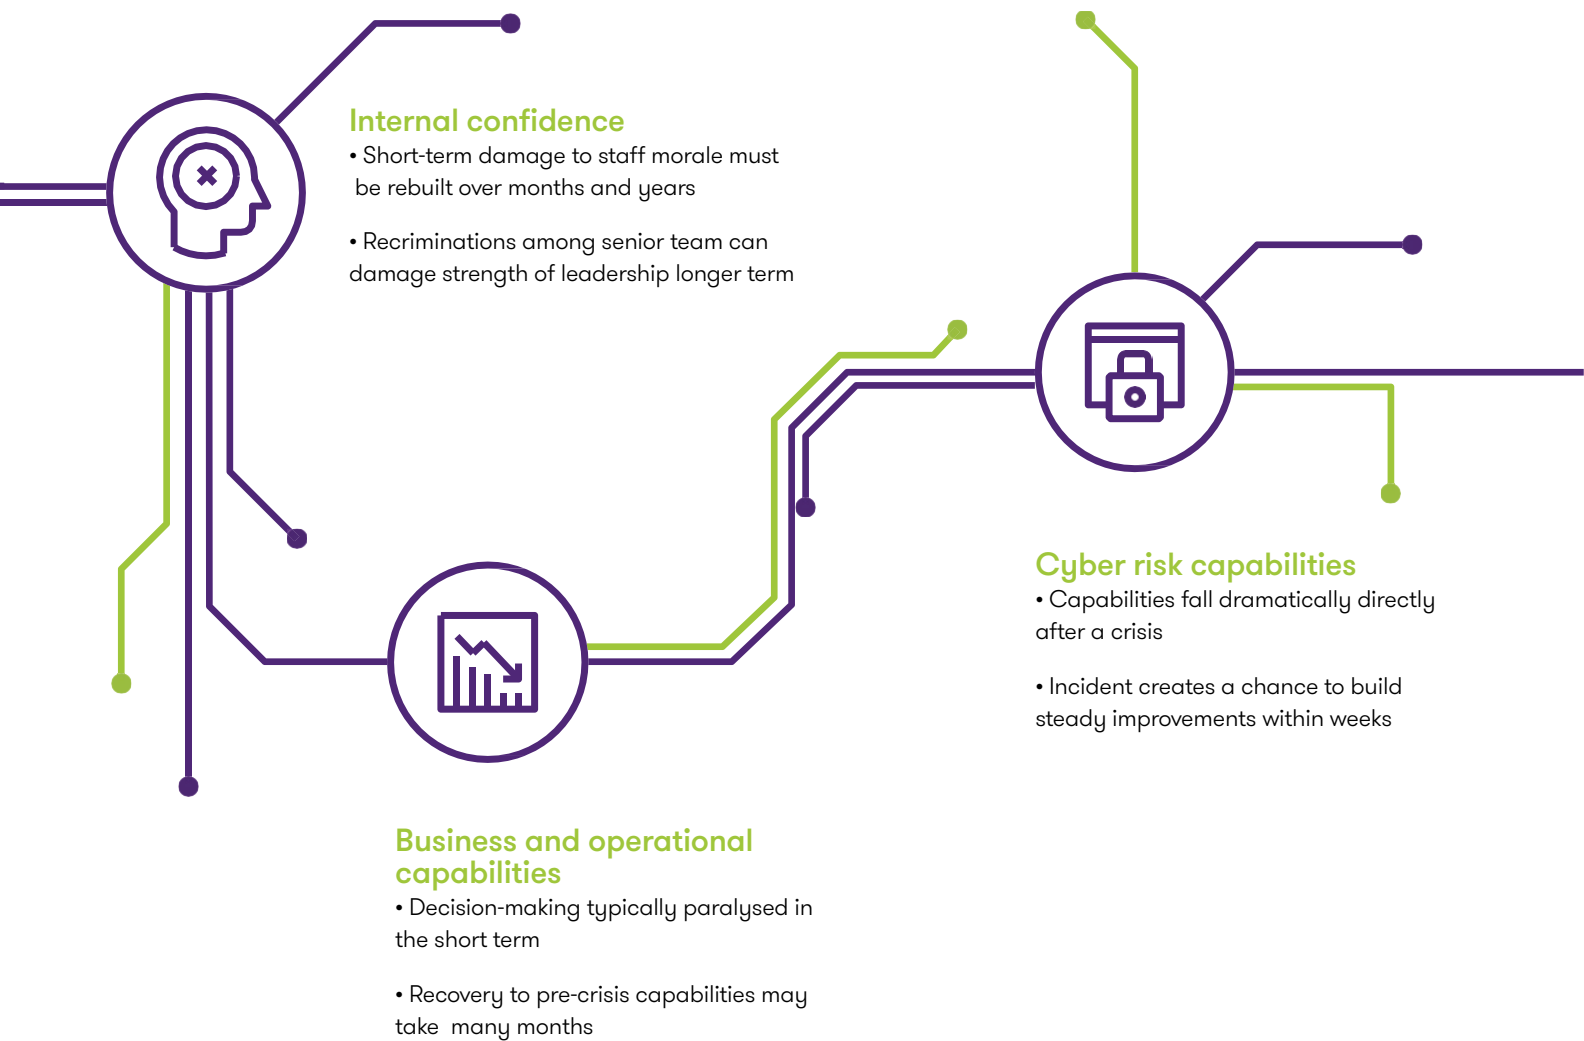 Internal confidence
• Short-term damage to staff morale must
be rebuilt over months and years
• Recriminations among senior team can
damage strength of leadership longer term
Cyber risk capabilities
• Capabilities fall dramatically directly
after a crisis
• Incident creates a chance to build
steady improvements within weeks
Business and operational
capabilities
• Decision-making typically paralysed in
the short term
• Recovery to pre-crisis capabilities may
take many months